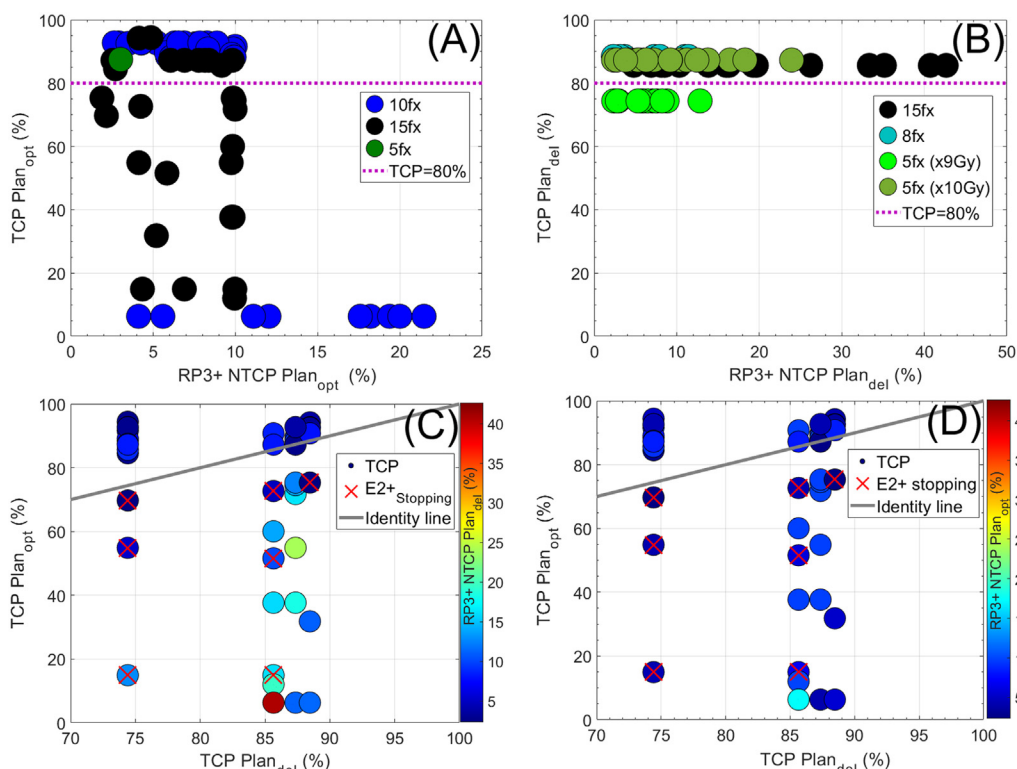 (A)
100
80
60
40
20
0
TCP Plan_opt (%)
10fx
15fx
5fx
TCP=80%
0 5 10 15 20 25
RP3+ NTCP Plan_opt (%)
(B)
100
80
60
40
20
0
TCP Plan_del (%)
15fx
8fx
5fx (x9Gy)
5fx (x10Gy)
TCP=80%
0 10 20 30 40 50
RP3+ NTCP Plan_del (%)
(C)
100
80
60
40
20
0
TCP Plan_opt (%)
TCP
E2+_Stopping
Identity line
70 75 80 85 90 95 100
TCP Plan_del (%)
40
35
30
25
20
15
10
5
RP3+ NTCP Plan_del (%)
(D)
100
80
60
40
20
0
TCP Plan_opt (%)
TCP
E2+ stopping
Identity line
70 75 80 85 90 95 100
TCP Plan_del (%)
RP3+ NTCP Plan_opt (%)